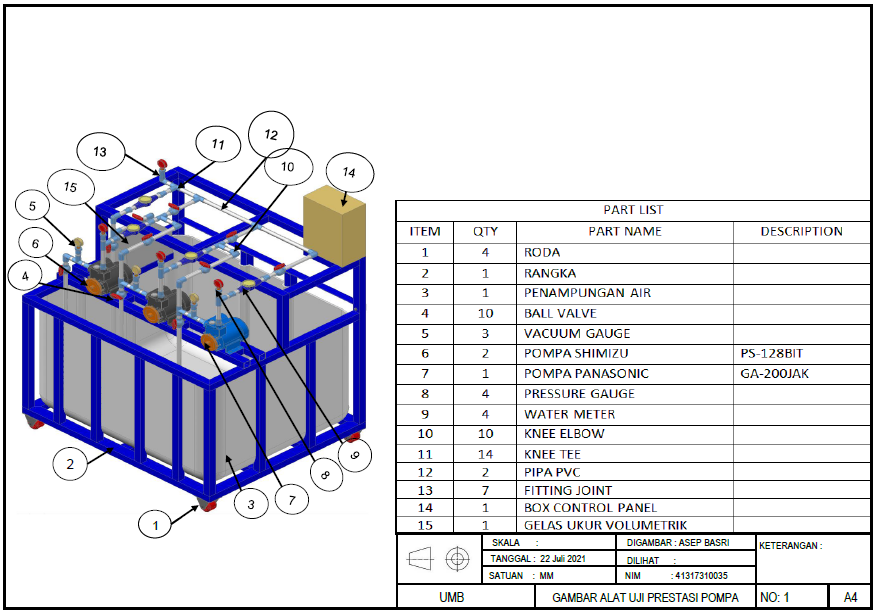 12
11
13
10
14
15
5
6
4
2
1
3
7
8
9
PART LIST
ITEM QTY PART NAME DESCRIPTION
1 4 RODA
2 1 RANGKA
3 1 PENAMPUNGAN AIR
4 10 BALL VALVE
5 3 VACUUM GAUGE
6 2 POMPA SHIMIZU PS-128BIT
7 1 POMPA PANASONIC GA-200JAK
8 4 PRESSURE GAUGE
9 4 WATER METER
10 10 KNEE ELBOW
11 14 KNEE TEE
12 2 PIPA PVC
13 7 FITTING JOINT
14 1 BOX CONTROL PANEL
15 1 GELAS UKUR VOLUMETRIK
SKALA : DIGAMBAR : ASEP BASRI KETERANGAN :
TANGGAL : 22 Juli 2021 DILIHAT :
SATUAN : MM NIM : 41317310035
UMB GAMBAR ALAT UJI PRESTASI POMPA NO: 1 A4